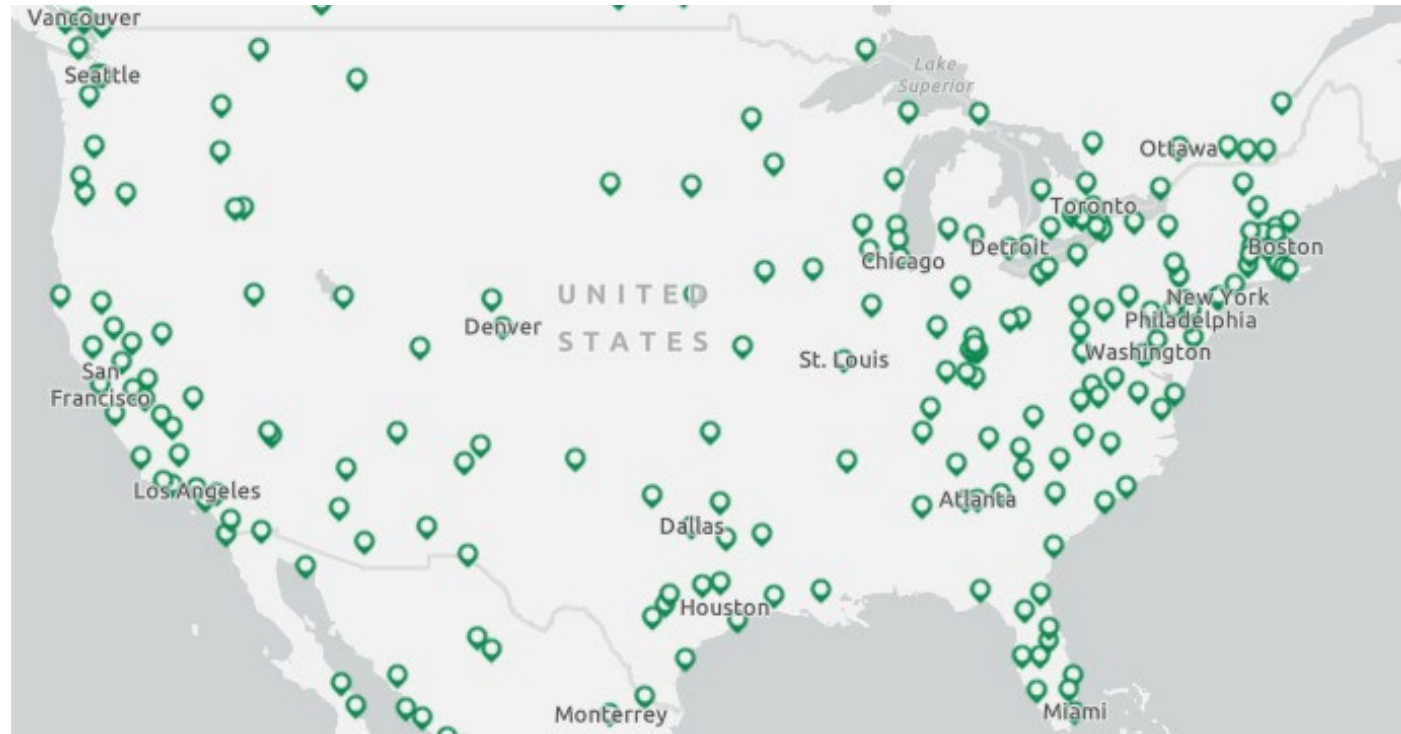 Vancouver
Lake
Superior
Seattle
Ottawa
Toronto
Boston
Detroit
Chicago
UNITED
STATES
New York
Denver
Philadelphia
Washington
St. Louis
San
Francisco
Los Angeles
Atlanta
Dallas
Houston
Monterrey
Miami